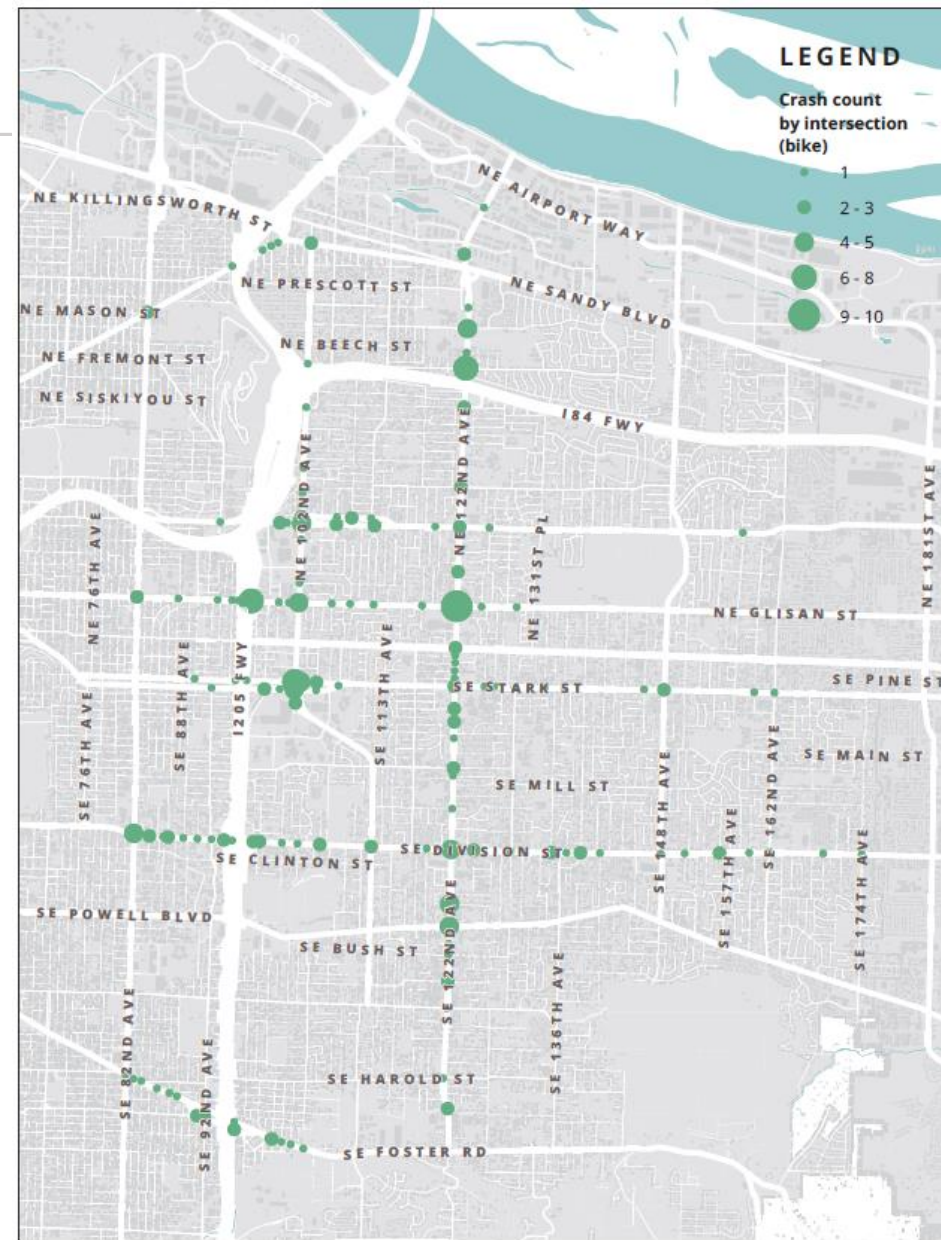 LEGEND
Crash count
by intersection
(bike)
1
2 - 3
4 - 5
6 - 8
9 - 10
NE AIRPORT WAY
NE KILLINGSWORTH ST
NE PRESCOTT ST
NE SANDY BLVD
NE MASON ST
NE BEECH ST
NE FREMONT ST
NE SISKIYOU ST
I84 FWY
NE 102ND AVE
NE 122ND AVE
NE 181ST AVE
NE 76TH AVE
NE 131ST PL
NE GLISAN ST
SE 88TH AVE
I205 FWY
SE 113TH AVE
SE STARK ST
SE PINE ST
SE 76TH AVE
SE MAIN ST
SE MILL ST
SE 148TH AVE
SE 162ND AVE
SE 157TH AVE
SE 174TH AVE
SE DIVISION ST
SE CLINTON ST
SE POWELL BLVD
SE BUSH ST
SE 122ND AVE
SE 136TH AVE
SE 82ND AVE
SE 92ND AVE
SE HAROLD ST
SE FOSTER RD